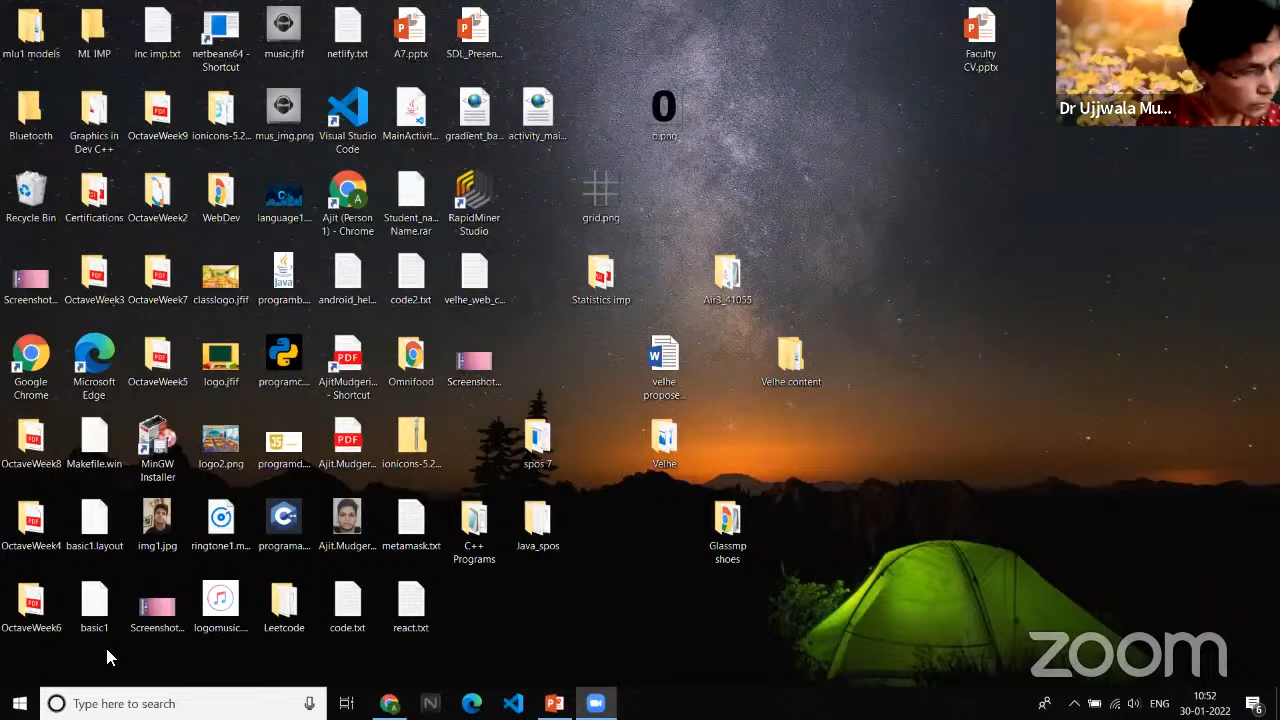 mlu1 models
ML IMP
inc imp.txt
netbeans64 -
Shortcut
musi.jfif
netlify.txt
A7.pptx
SDL_Presen...
Faculty
CV.pptx
Dr Ujjwala Mu...
Bluetooth
Graphics in
Dev C++
OctaveWeek9
ionicons-5.2...
mus_img.png
Visual Studio
Code
MainActivit...
gradient_ba...
activity_mai...
0
o.png
Recycle Bin
Certifications
OctaveWeek2
WebDev
language1....
Ajit (Person
1) - Chrome
Student_na...
Name.rar
RapidMiner
Studio
grid.png
Screenshot...
OctaveWeek3
OctaveWeek7
classlogo.jfif
Java
programb....
android_hel...
code2.txt
velhe_web_c...
Statistics imp
Air3_41055
Google
Chrome
Microsoft
Edge
OctaveWeek5
logo.jfif
programc....
PDF
AjitMudgeri...
- Shortcut
Omnifood
Screenshot...
velhe
propose...
Velhe content
OctaveWeek8
Makefile.win
MinGW
Installer
logo2.png
JS
programd....
PDF
Ajit.Mudger...
ionicons-5.2...
spos 7
Velhe
OctaveWeek4
basic1.layout
img1.jpg
ringtone1.m...
programa....
Ajit.Mudger...
metamask.txt
C++
Programs
Java_spos
Glassmp
shoes
OctaveWeek6
basic1
Screenshot...
logomusic....
Leetcode
code.txt
react.txt
zoom
Type here to search
ENG
10:52
30-01-2022
6